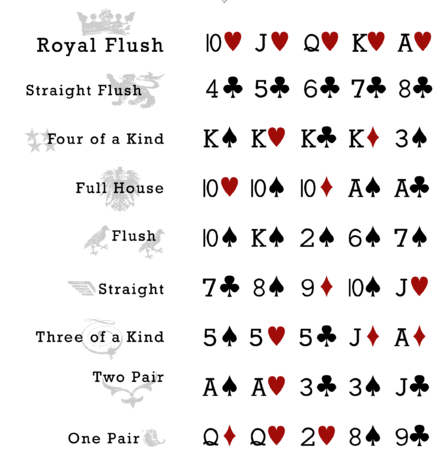 Royal Flush 10♥ J♥ Q♥ K♥ A♥
Straight Flush 4♣ 5♣ 6♣ 7♣ 8♣
Four of a Kind K♠ K♥ K♣ K♦ 3♠
Full House 10♥ 10♠ 10♦ A♠ A♣
Flush 10♠ K♠ 2♠ 6♠ 7♠
Straight 7♣ 8♠ 9♦ 10♠ J♥
Three of a Kind 5♠ 5♥ 5♣ J♦ A♦
Two Pair A♠ A♥ 3♣ 3♠ J♣
One Pair Q♦ Q♥ 2♥ 8♠ 9♣